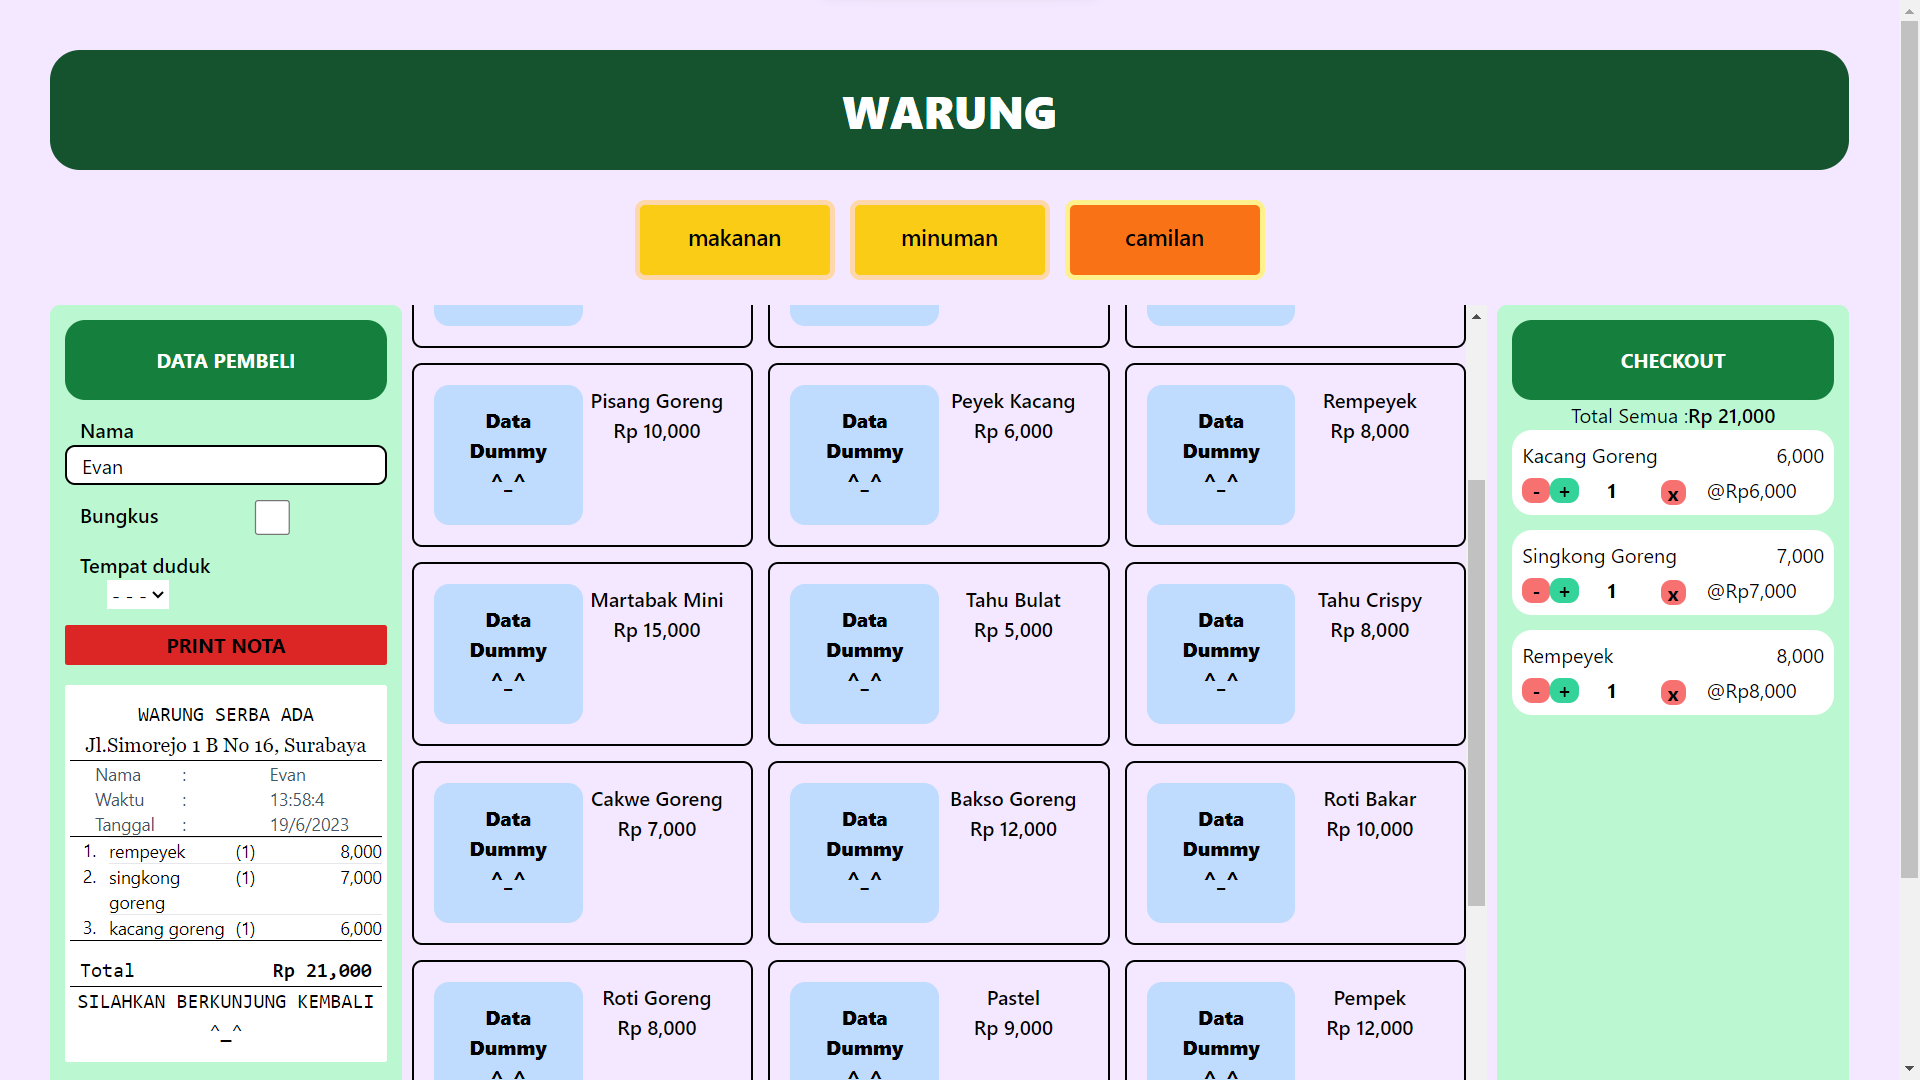 WARUNG
makanan
minuman
camilan
DATA PEMBELI
Nama
Evan
Bungkus
Tempat duduk
- - -
PRINT NOTA
WARUNG SERBA ADA
Jl.Simorejo 1 B No 16, Surabaya
Nama : Evan
Waktu : 13:58:4
Tanggal : 19/6/2023
1. rempeyek (1) 8,000
2. singkong goreng (1) 7,000
3. kacang goreng (1) 6,000
Total Rp 21,000
SILAHKAN BERKUNJUNG KEMBALI
^_^
Data Dummy ^_^
Pisang Goreng
Rp 10,000
Data Dummy ^_^
Peyek Kacang
Rp 6,000
Data Dummy ^_^
Rempeyek
Rp 8,000
Data Dummy ^_^
Martabak Mini
Rp 15,000
Data Dummy ^_^
Tahu Bulat
Rp 5,000
Data Dummy ^_^
Tahu Crispy
Rp 8,000
Data Dummy ^_^
Cakwe Goreng
Rp 7,000
Data Dummy ^_^
Bakso Goreng
Rp 12,000
Data Dummy ^_^
Roti Bakar
Rp 10,000
Data Dummy ^_^
Roti Goreng
Rp 8,000
Data Dummy ^_^
Pastel
Rp 9,000
Data Dummy ^_^
Pempek
Rp 12,000
CHECKOUT
Total Semua :Rp 21,000
Kacang Goreng 6,000
- + 1 x @Rp6,000
Singkong Goreng 7,000
- + 1 x @Rp7,000
Rempeyek 8,000
- + 1 x @Rp8,000